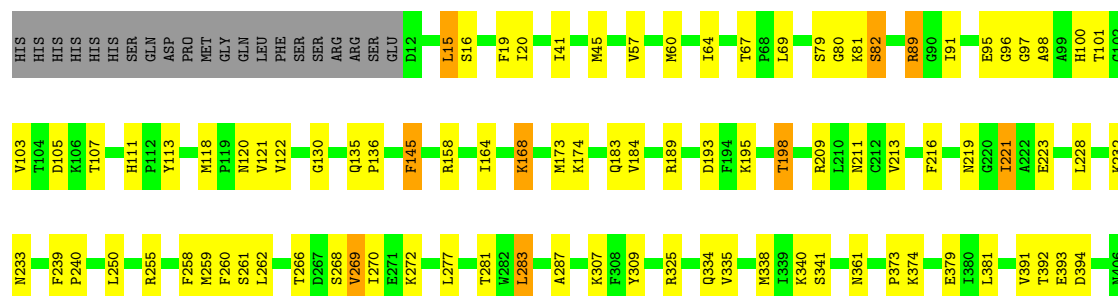 HIS HIS HIS HIS HIS HIS SER GLN ASP PRO MET GLY GLN LEU PHE SER SER ARG ARG SER GLU D12 L15 S16 F19 I20 I41 M45 V57 M60 I64 T67 P68 L69 S79 G80 K81 S82 R89 G90 I91 E95 G96 G97 A98 A99 H100 T101
V103 T104 D105 K106 T107 H111 P112 Y113 M118 P119 N120 V121 V122 G130 Q135 P136 F145 R158 I164 K168 M173 K174 Q183 V184 R189 D193 F194 K195 T198 R209 L210 N211 C212 V213 F216 N219 G220 I221 A222 E223 L228
N233 F239 P240 L250 R255 F258 M259 F260 S261 L262 T266 D267 S268 V269 I270 E271 K272 L277 T281 W282 L283 A287 K307 F308 Y309 R325 Q334 V335 M338 I339 K340 S341 N361 P373 K374 E379 I380 L381 V391 T392 E393 D394